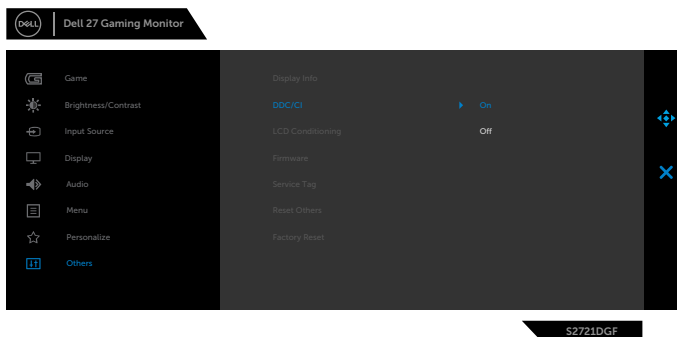 DELL Dell 27 Gaming Monitor
Game Display Info
Brightness/Contrast DDC/CI On
Input Source LCD Conditioning Off
Display Firmware
Audio Service Tag
Menu Reset Others
Personalize Factory Reset
Others
S2721DGF